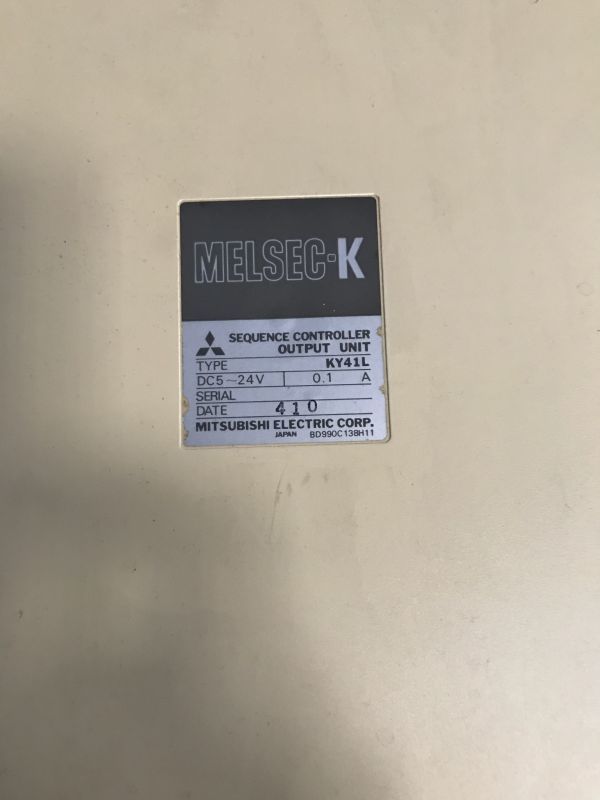 MELSEC-K
SEQUENCE CONTROLLER
OUTPUT UNIT
TYPE KY41L
DC5~24V 0.1 A
SERIAL
DATE 410
MITSUBISHI ELECTRIC CORP.
JAPAN BD990C138H11